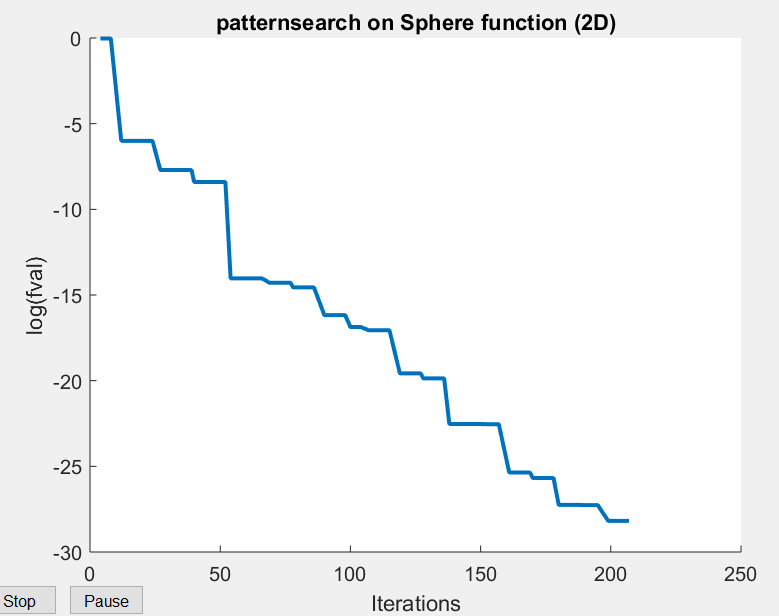 patternsearch on Sphere function (2D)
0
-5
-10
-15
-20
-25
-30
log(fval)
0 50 100 150 200 250
Iterations
Stop Pause